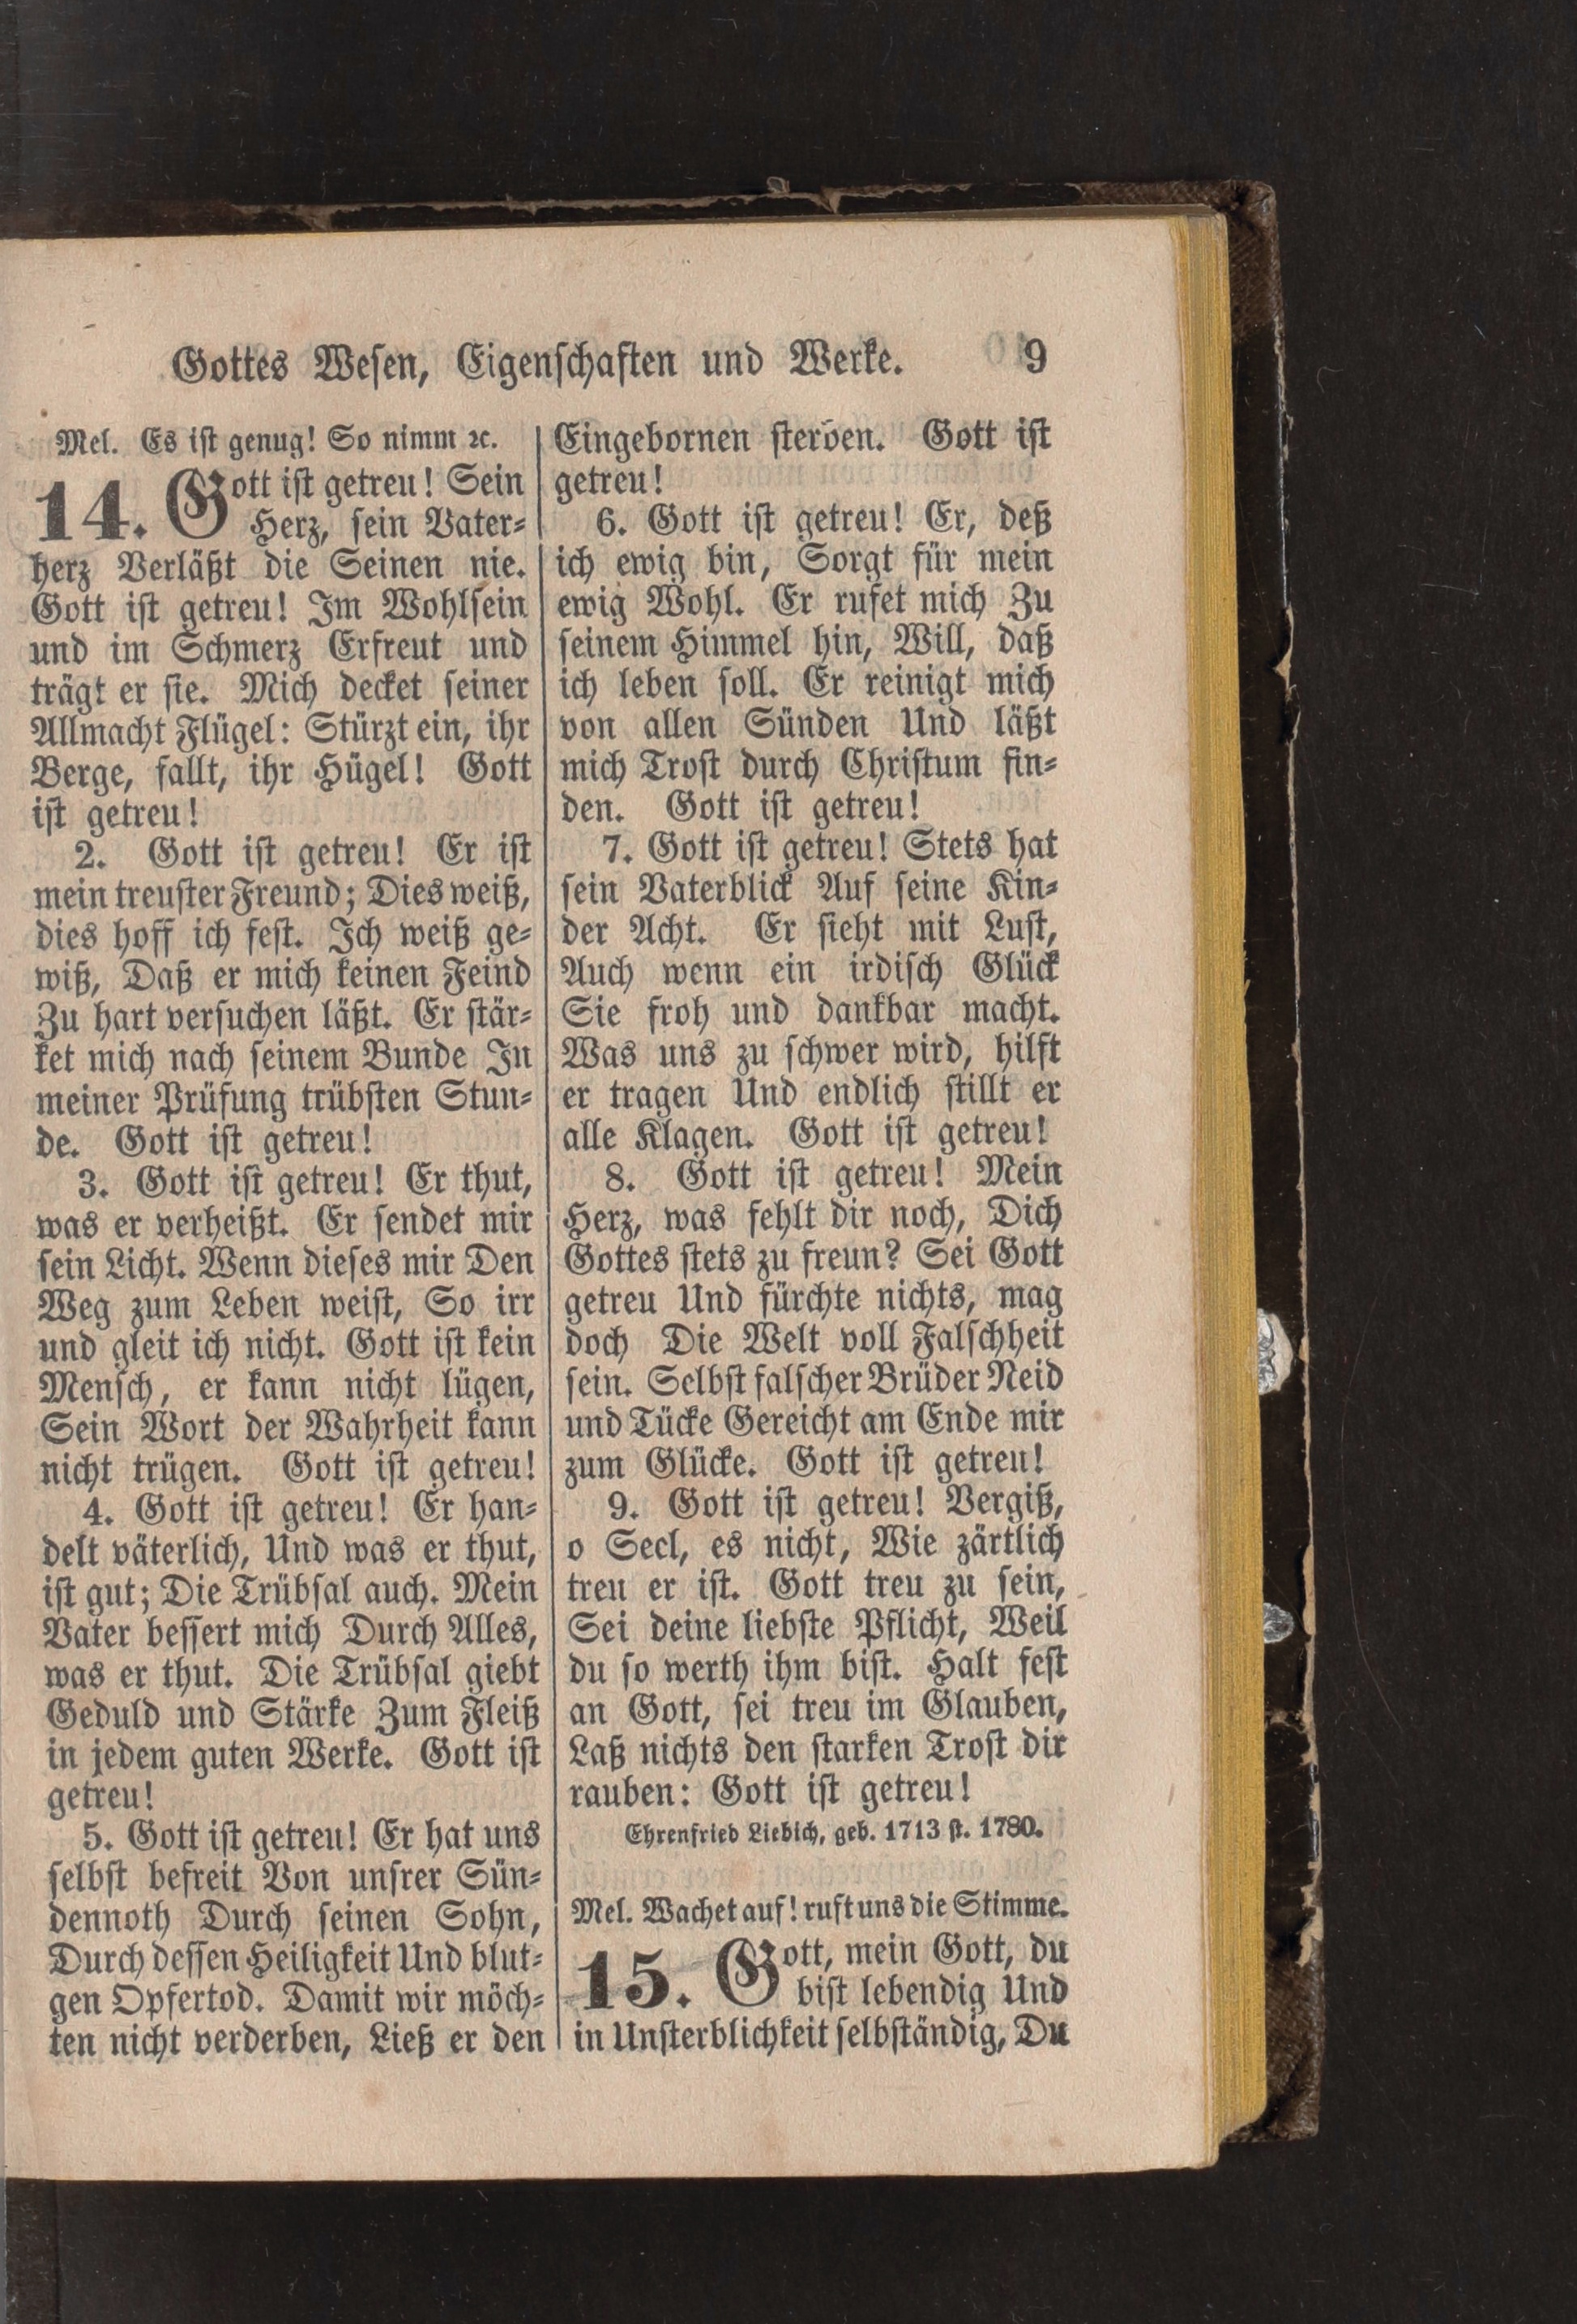 Gottes Wesen, Eigenschaften und Werke. 9
Mel. Es ist genug! So nimm ꝛc.
14. Gott ist getreu! Sein
Herz, sein Vater-
herz Verläßt die Seinen nie.
Gott ist getreu! Im Wohlsein
und im Schmerz Erfreut und
trägt er sie. Mich decket seiner
Allmacht Flügel: Stürzt ein, ihr
Berge, fallt, ihr Hügel! Gott
ist getreu!
2. Gott ist getreu! Er ist
mein treuster Freund; Dies weiß,
dies hoff ich fest. Ich weiß ge-
wiß, Daß er mich keinen Feind
Zu hart versuchen läßt. Er stär-
ket mich nach seinem Bunde In
meiner Prüfung trübsten Stun-
de. Gott ist getreu!
3. Gott ist getreu! Er thut,
was er verheißt. Er sendet mir
sein Licht. Wenn dieses mir Den
Weg zum Leben weist, So irr
und gleit ich nicht. Gott ist kein
Mensch, er kann nicht lügen,
Sein Wort der Wahrheit kann
nicht trügen. Gott ist getreu!
4. Gott ist getreu! Er han-
delt väterlich, Und was er thut,
ist gut; Die Trübsal auch. Mein
Vater bessert mich Durch Alles,
was er thut. Die Trübsal giebt
Geduld und Stärke Zum Fleiß
in jedem guten Werke. Gott ist
getreu!
5. Gott ist getreu! Er hat uns
selbst befreit Von unsrer Sün-
dennoth Durch seinen Sohn,
Durch dessen Heiligkeit Und blut-
gen Opfertod. Damit wir möch-
ten nicht verderben, Ließ er den
Eingebornen sterben. Gott ist
getreu!
6. Gott ist getreu! Er, deß
ich ewig bin, Sorgt für mein
ewig Wohl. Er rufet mich Zu
seinem Himmel hin, Will, daß
ich leben soll. Er reinigt mich
von allen Sünden Und läßt
mich Trost durch Christum fin-
den. Gott ist getreu!
7. Gott ist getreu! Stets hat
sein Vaterblick Auf seine Kin-
der Acht. Er sieht mit Lust,
Auch wenn ein irdisch Glück
Sie froh und dankbar macht.
Was uns zu schwer wird, hilft
er tragen Und endlich stillt er
alle Klagen. Gott ist getreu!
8. Gott ist getreu! Mein
Herz, was fehlt dir noch, Dich
Gottes stets zu freun? Sei Gott
getreu Und fürchte nichts, mag
doch Die Welt voll Falschheit
sein. Selbst falscher Brüder Neid
und Tücke Gereicht am Ende mir
zum Glücke. Gott ist getreu!
9. Gott ist getreu! Vergiß,
o Seel, es nicht, Wie zärtlich
treu er ist. Gott treu zu sein,
Sei deine liebste Pflicht, Weil
du so werth ihm bist. Halt fest
an Gott, sei treu im Glauben,
Laß nichts den starken Trost dir
rauben: Gott ist getreu!
Ehrenfried Liebich, geb. 1713 st. 1780.
Mel. Wachet auf! ruft uns die Stimme.
15. Gott, mein Gott, du
bist lebendig Und
in Unsterblichkeit selbständig, Du